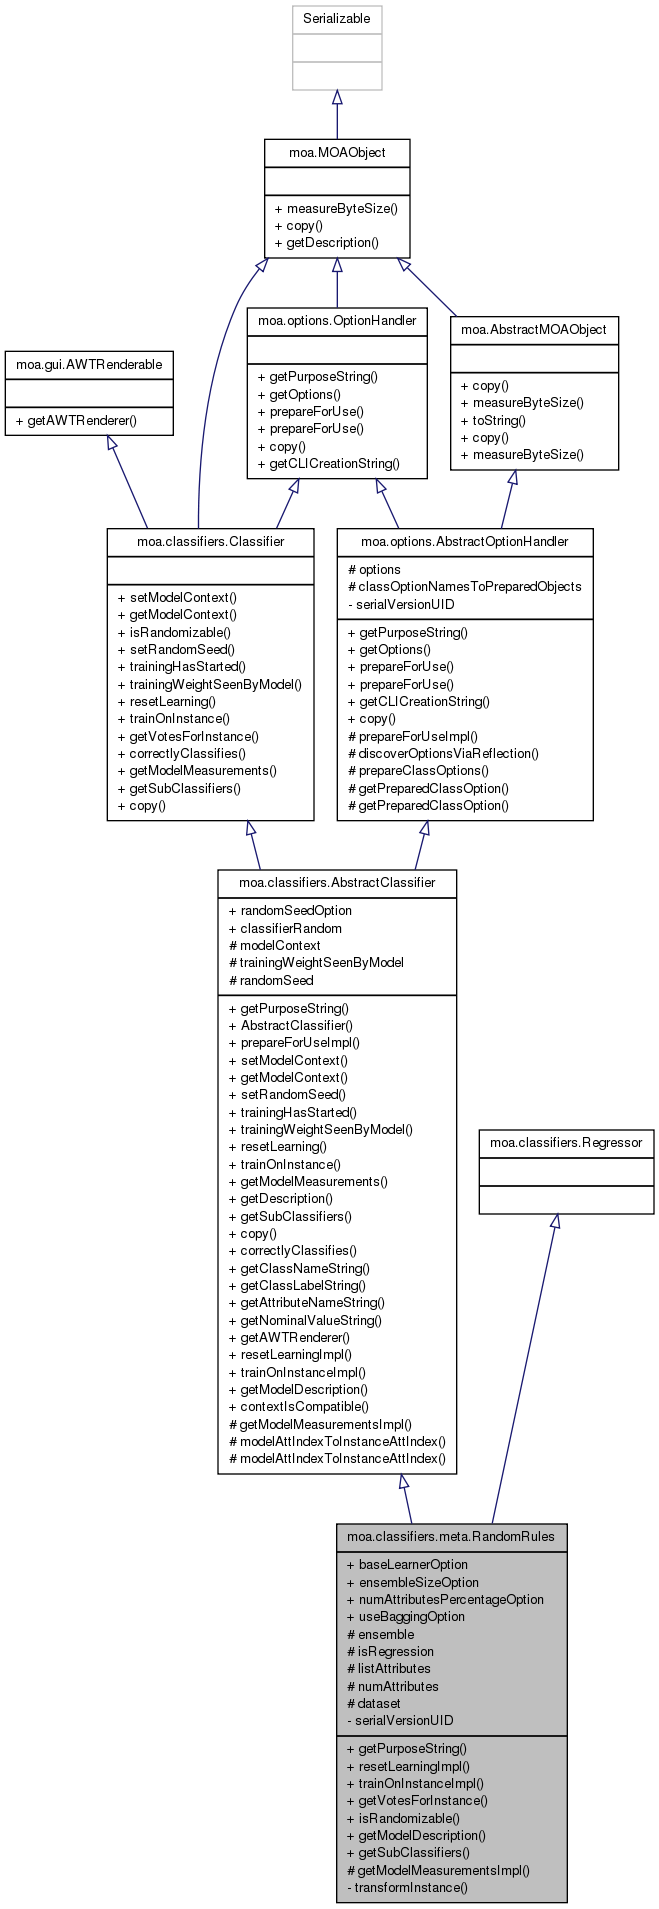 Serializable
moa.MOAObject
+ measureByteSize()
+ copy()
+ getDescription()
moa.options.OptionHandler
+ getPurposeString()
+ getOptions()
+ prepareForUse()
+ prepareForUse()
+ copy()
+ getCLICreationString()
moa.AbstractMOAObject
+ copy()
+ measureByteSize()
+ toString()
+ copy()
+ measureByteSize()
moa.gui.AWTRenderable
+ getAWTRenderer()
moa.classifiers.Classifier
+ setModelContext()
+ getModelContext()
+ isRandomizable()
+ setRandomSeed()
+ trainingHasStarted()
+ trainingWeightSeenByModel()
+ resetLearning()
+ trainOnInstance()
+ getVotesForInstance()
+ correctlyClassifies()
+ getModelMeasurements()
+ getSubClassifiers()
+ copy()
moa.options.AbstractOptionHandler
# options
# classOptionNamesToPreparedObjects
- serialVersionUID
+ getPurposeString()
+ getOptions()
+ prepareForUse()
+ prepareForUse()
+ getCLICreationString()
+ copy()
# prepareForUseImpl()
# discoverOptionsViaReflection()
# prepareClassOptions()
# getPreparedClassOption()
# getPreparedClassOption()
moa.classifiers.AbstractClassifier
+ randomSeedOption
+ classifierRandom
# modelContext
# trainingWeightSeenByModel
# randomSeed
+ getPurposeString()
+ AbstractClassifier()
+ prepareForUseImpl()
+ setModelContext()
+ getModelContext()
+ setRandomSeed()
+ trainingHasStarted()
+ trainingWeightSeenByModel()
+ resetLearning()
+ trainOnInstance()
+ getModelMeasurements()
+ getDescription()
+ getSubClassifiers()
+ copy()
+ correctlyClassifies()
+ getClassNameString()
+ getClassLabelString()
+ getAttributeNameString()
+ getNominalValueString()
+ getAWTRenderer()
+ resetLearningImpl()
+ trainOnInstanceImpl()
+ getModelDescription()
+ contextIsCompatible()
# getModelMeasurementsImpl()
# modelAttIndexToInstanceAttIndex()
# modelAttIndexToInstanceAttIndex()
moa.classifiers.Regressor
moa.classifiers.meta.RandomRules
+ baseLearnerOption
+ ensembleSizeOption
+ numAttributesPercentageOption
+ useBaggingOption
# ensemble
# isRegression
# listAttributes
# numAttributes
# dataset
- serialVersionUID
+ getPurposeString()
+ resetLearningImpl()
+ trainOnInstanceImpl()
+ getVotesForInstance()
+ isRandomizable()
+ getModelDescription()
+ getSubClassifiers()
# getModelMeasurementsImpl()
- transformInstance()